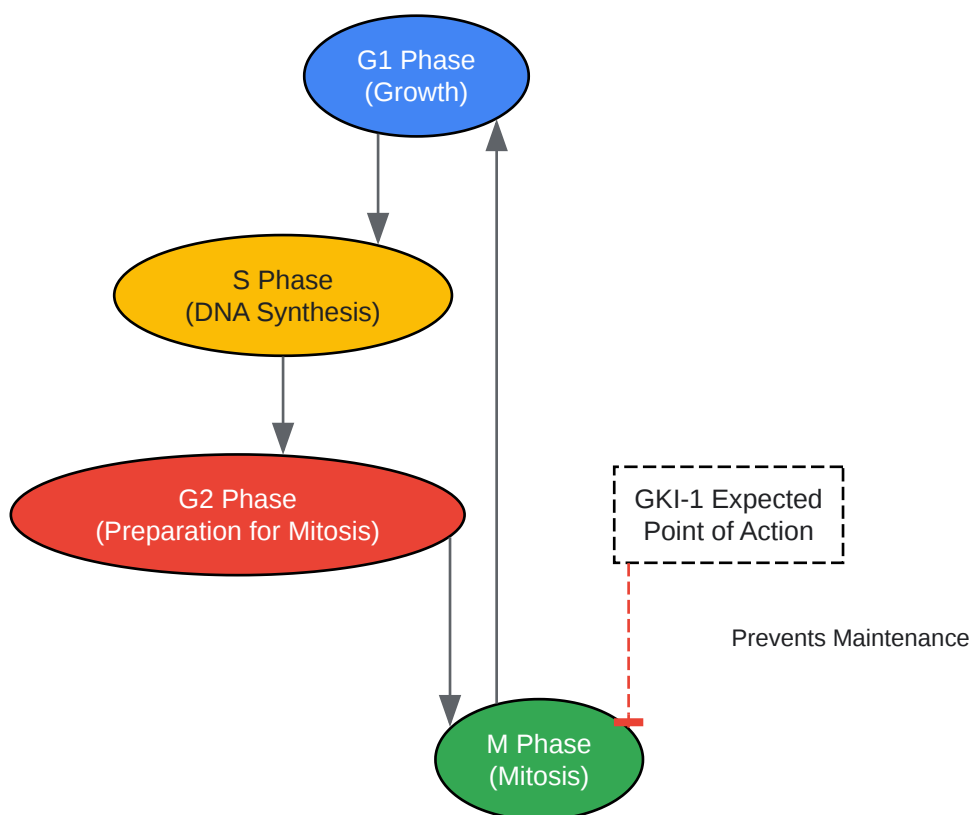 G1 Phase
(Growth)
S Phase
(DNA Synthesis)
G2 Phase
(Preparation for Mitosis)
GKI-1 Expected
Point of Action
Prevents Maintenance
M Phase
(Mitosis)